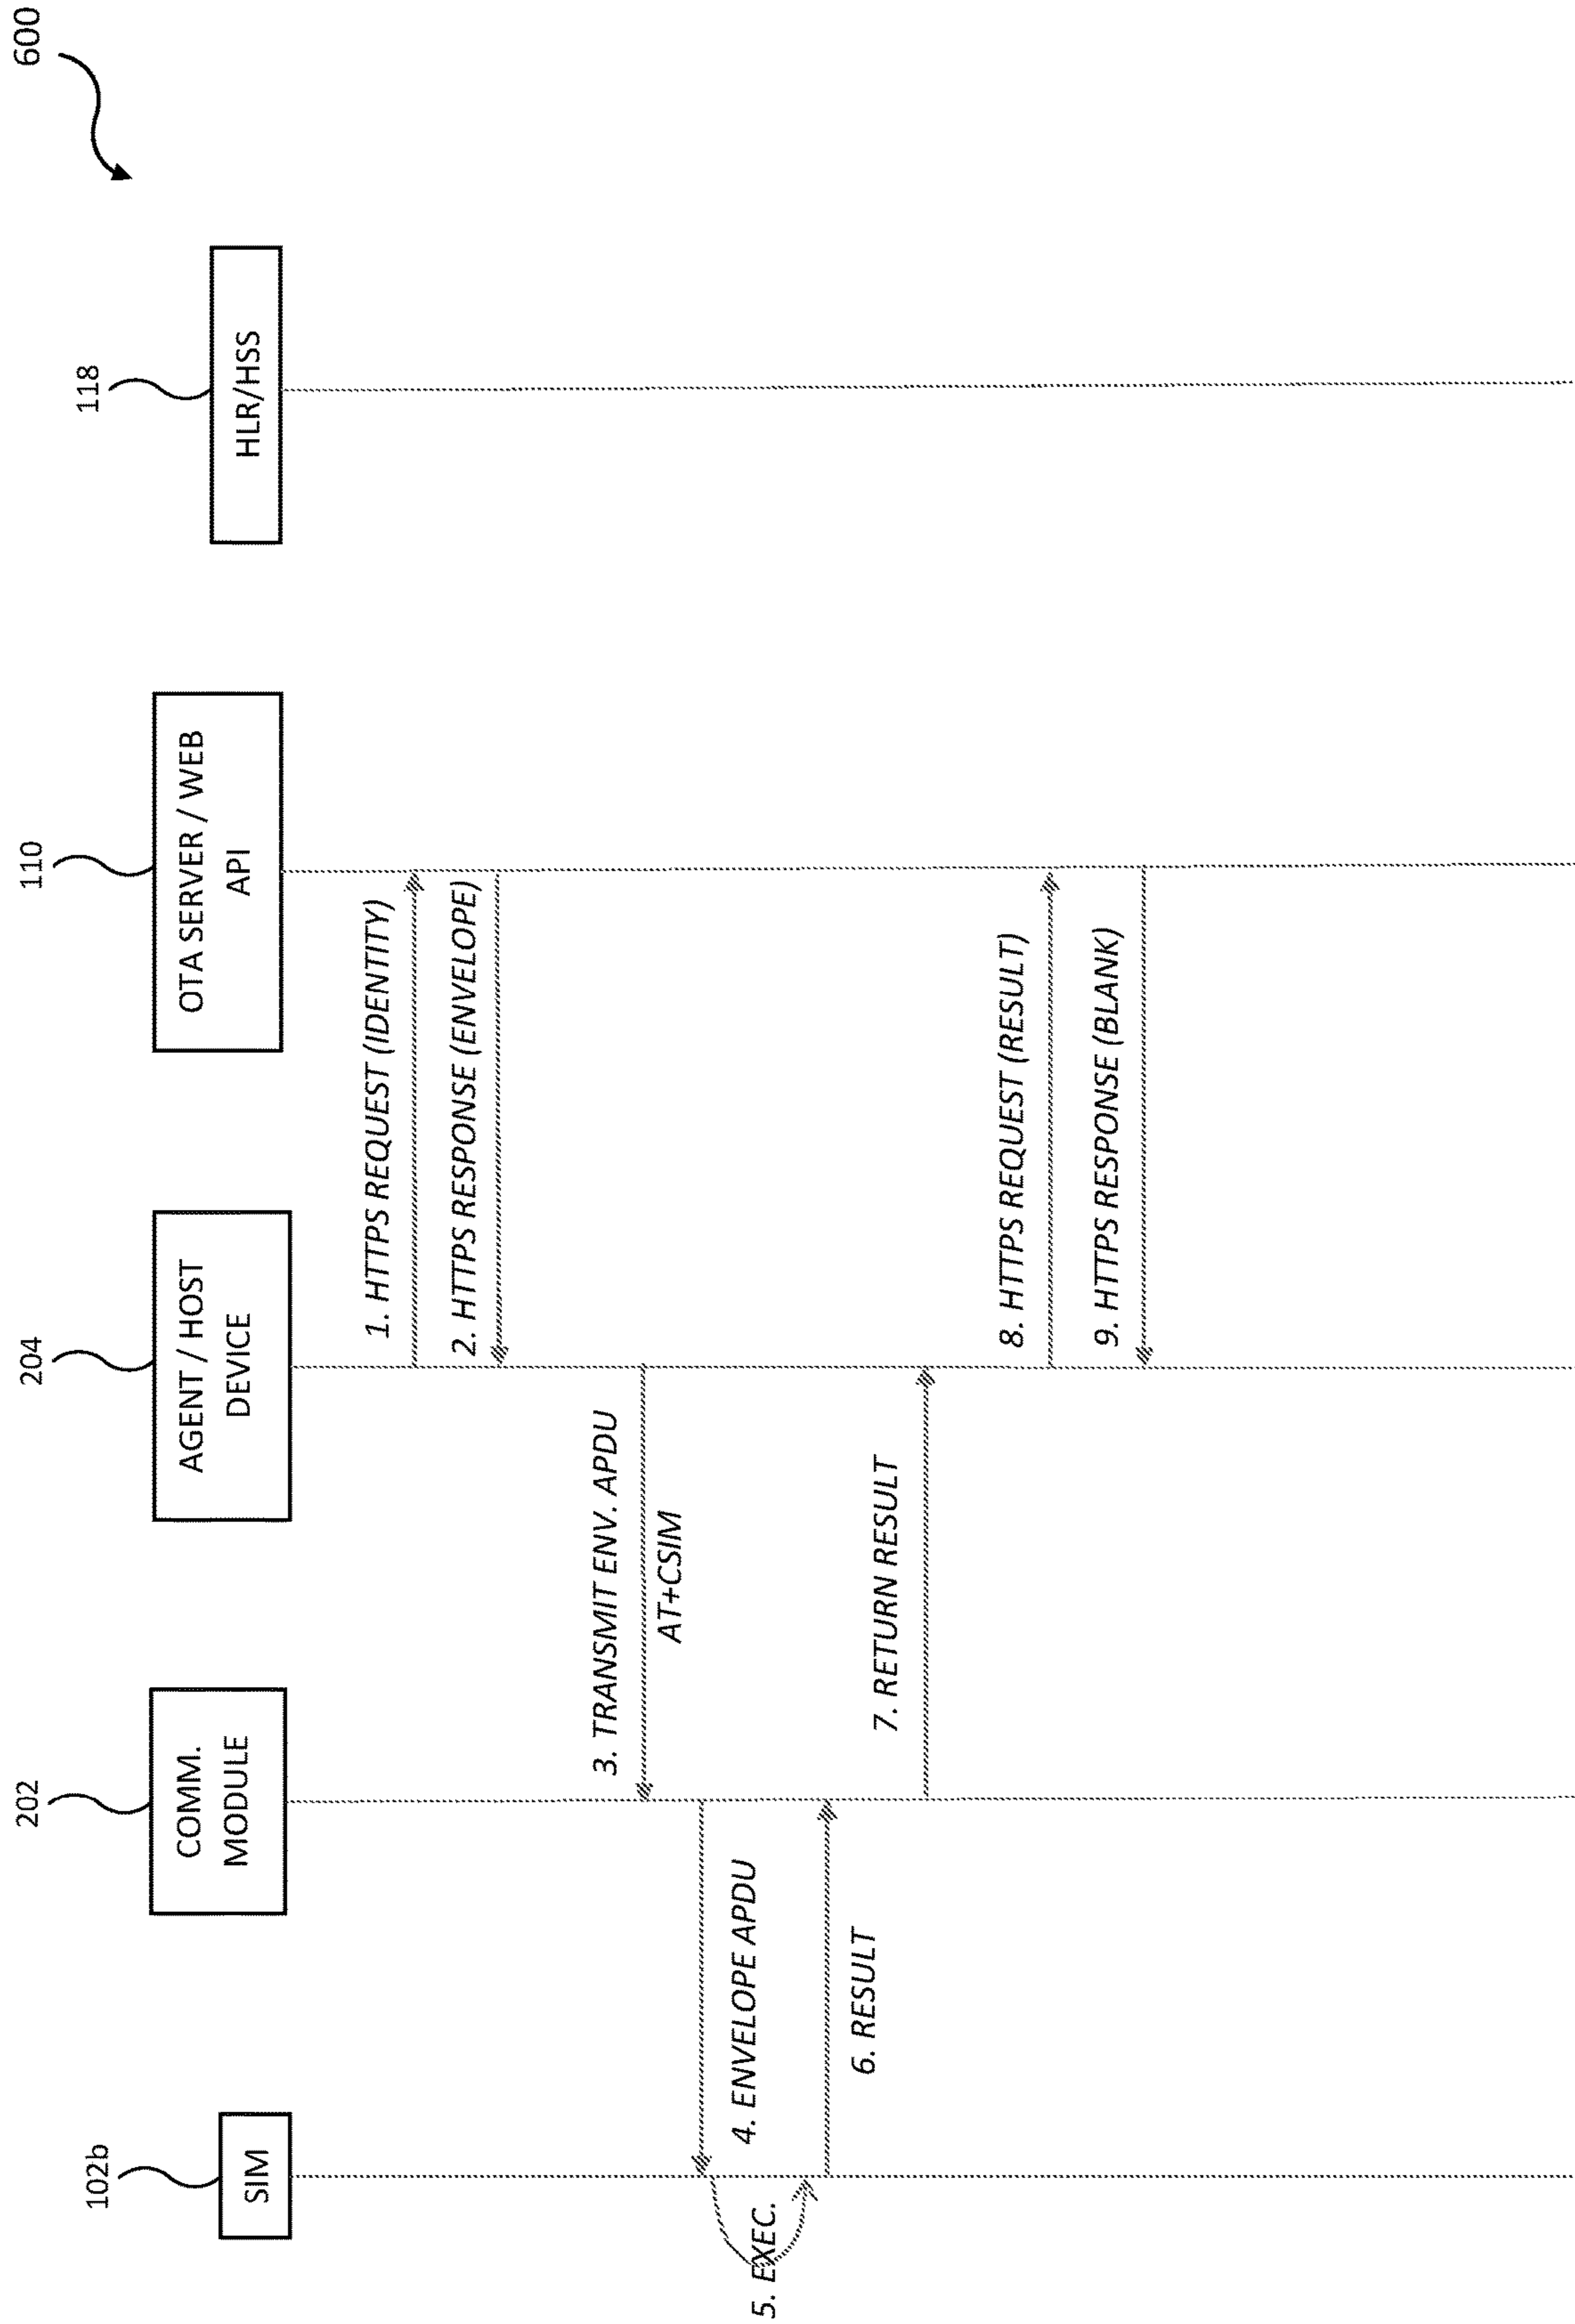 600
102b
202
204
110
118
SIM
COMM.
MODULE
AGENT / HOST
DEVICE
OTA SERVER / WEB
API
HLR/HSS
1. HTTPS REQUEST (IDENTITY)
2. HTTPS RESPONSE (ENVELOPE)
3. TRANSMIT ENV. APDU
AT+CSIM
4. ENVELOPE APDU
5. EXEC.
6. RESULT
7. RETURN RESULT
8. HTTPS REQUEST (RESULT)
9. HTTPS RESPONSE (BLANK)